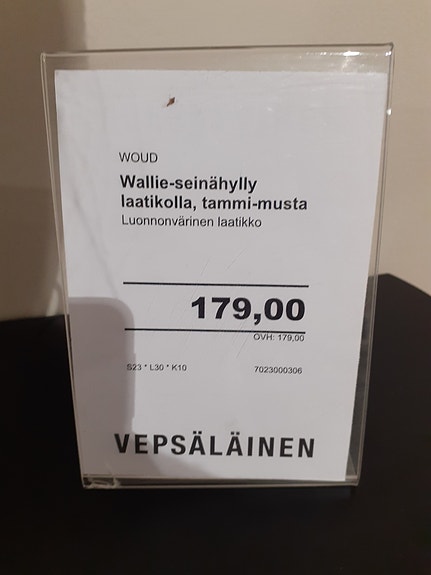 WOUD
Wallie-seinähylly
laatikolla, tammi-musta
Luonnonvärinen laatikko
179,00
OVH: 179,00
S23 * L30 * K10 7023000306
VEPSÄLÄINEN